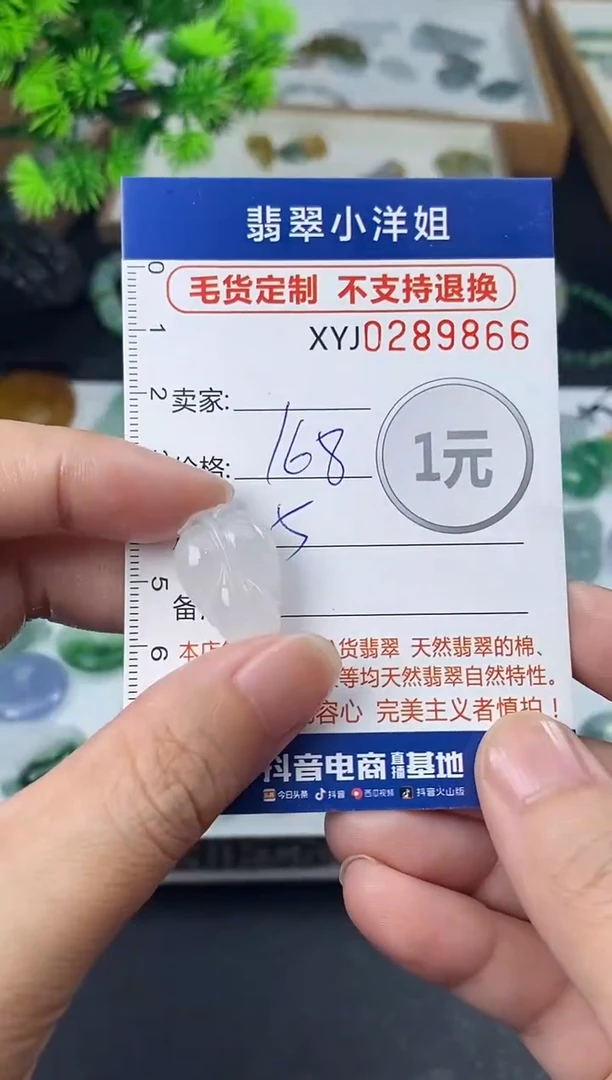 翡翠小洋姐
毛货定制 不支持退换
XYJ0289866
0
1
2
卖家:
价格: 168
1元
5
5
备
6
本店 货翡翠 天然翡翠的棉、
等均天然翡翠自然特性。
容心 完美主义者慎拍!
抖音电商直播基地
今日头条 抖音 西瓜视频 抖音火山版